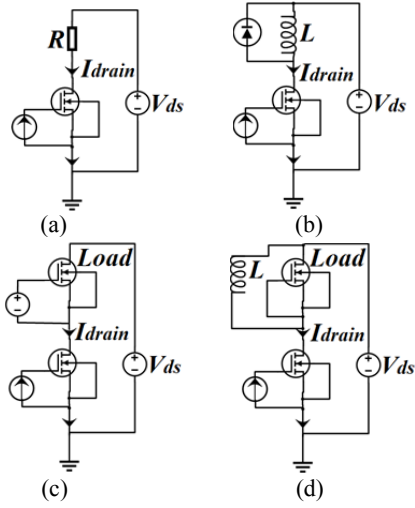 R
Idrain
Vds
(a)
L
Idrain
Vds
(b)
Load
Idrain
Vds
(c)
L
Load
Idrain
Vds
(d)